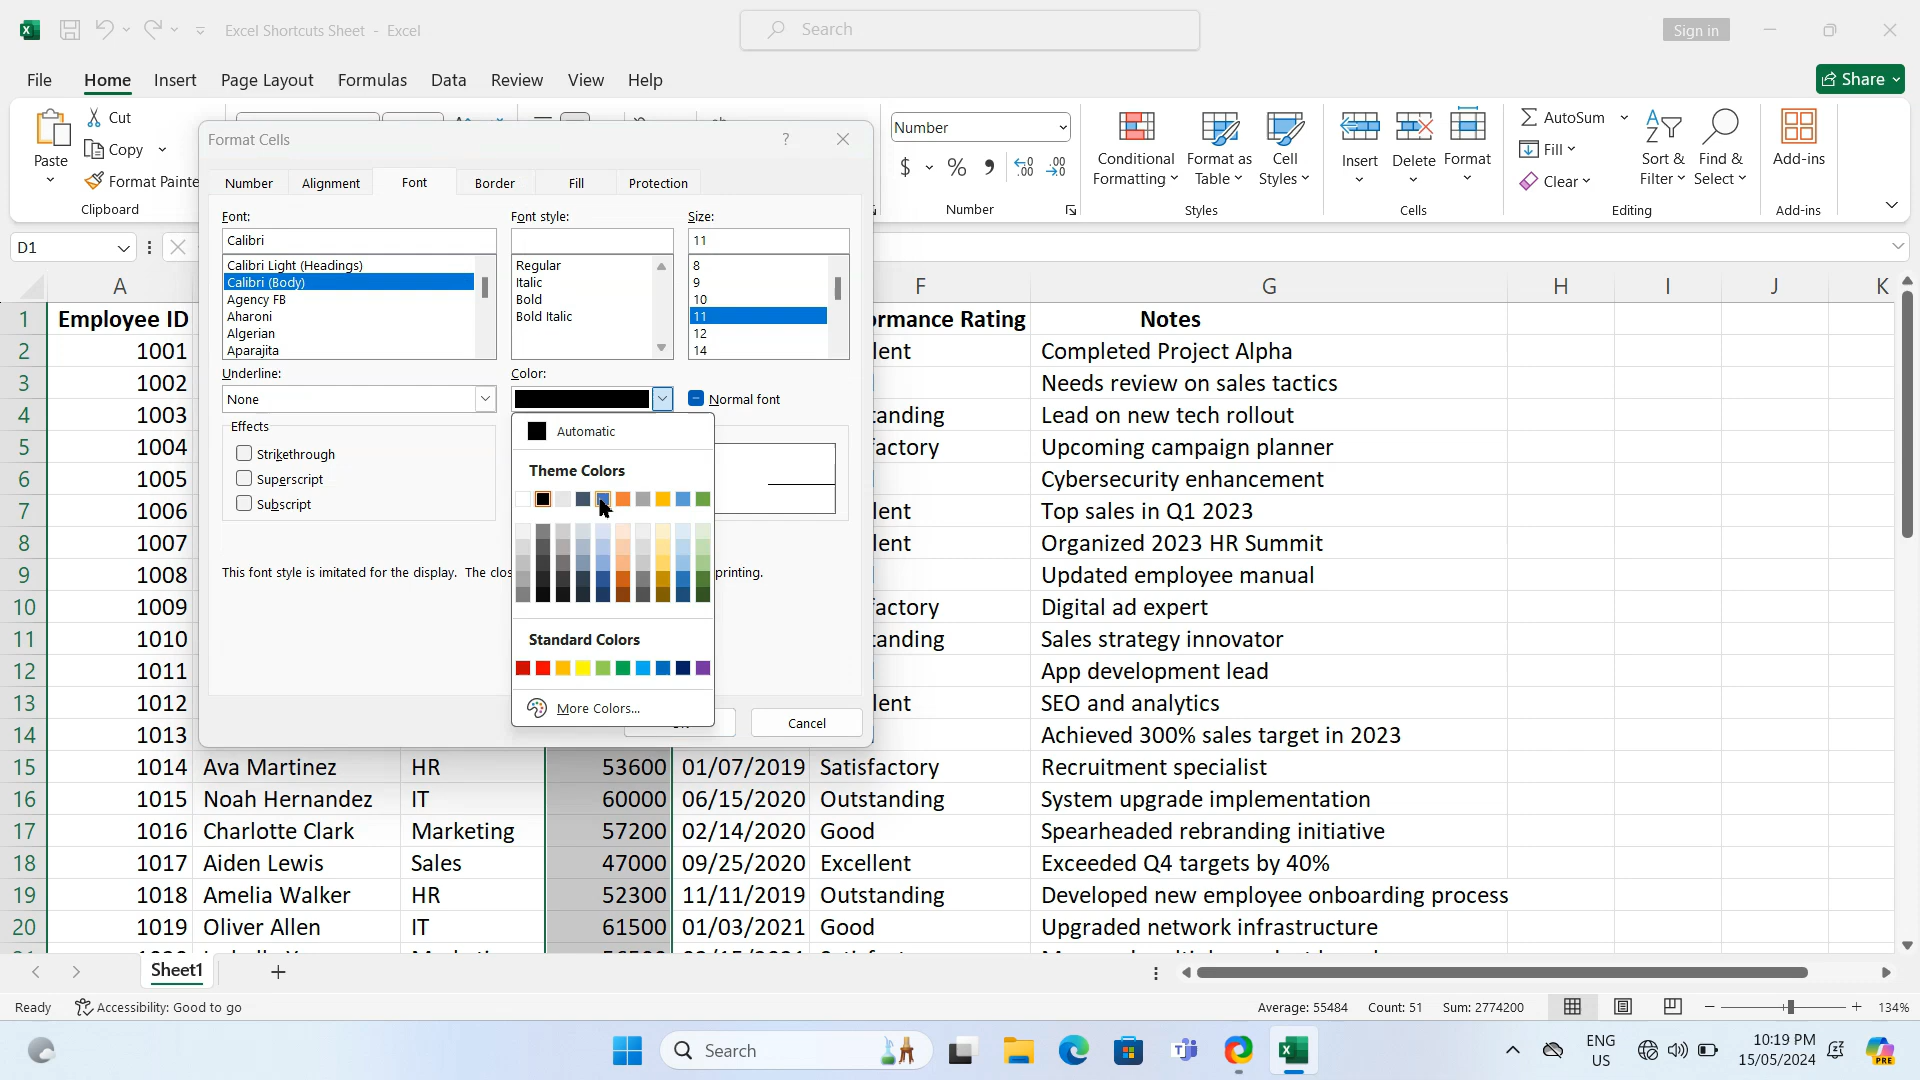 Excel Shortcuts Sheet - Excel
Search
Sign in
File Home Insert Page Layout Formulas Data Review View Help
Share
Paste
Cut
Copy
Format Painte
Clipboard
Number
$ % ,
Number
Conditional Formatting
Format as Table
Cell Styles
Styles
Insert
Delete
Format
Cells
AutoSum
Fill
Clear
Sort & Filter
Find & Select
Editing
Add-ins
Add-ins
D1
Format Cells
?
Number Alignment Font Border Fill Protection
Font: Font style: Size:
Calibri 11
Calibri Light (Headings) Regular 8
Calibri (Body) Italic 9
Agency FB Bold 10
Aharoni Bold Italic 11
Algerian 12
Aparajita 14
Underline: Color:
None Normal font
Effects
Strikethrough
Superscript
Subscript
Automatic
Theme Colors
Standard Colors
More Colors...
This font style is imitated for the display. The clos printing.
Cancel
A F G H I J K
1 Employee ID ormance Rating Notes
2 1001 lent Completed Project Alpha
3 1002 Needs review on sales tactics
4 1003 tanding Lead on new tech rollout
5 1004 factory Upcoming campaign planner
6 1005 Cybersecurity enhancement
7 1006 lent Top sales in Q1 2023
8 1007 lent Organized 2023 HR Summit
9 1008 Updated employee manual
10 1009 factory Digital ad expert
11 1010 tanding Sales strategy innovator
12 1011 App development lead
13 1012 lent SEO and analytics
14 1013 Achieved 300% sales target in 2023
15 1014 Ava Martinez HR 53600 01/07/2019 Satisfactory Recruitment specialist
16 1015 Noah Hernandez IT 60000 06/15/2020 Outstanding System upgrade implementation
17 1016 Charlotte Clark Marketing 57200 02/14/2020 Good Spearheaded rebranding initiative
18 1017 Aiden Lewis Sales 47000 09/25/2020 Excellent Exceeded Q4 targets by 40%
19 1018 Amelia Walker HR 52300 11/11/2019 Outstanding Developed new employee onboarding process
20 1019 Oliver Allen IT 61500 01/03/2021 Good Upgraded network infrastructure
Sheet1
Ready Accessibility: Good to go Average: 55484 Count: 51 Sum: 2774200 134%
Search
ENG
US
10:19 PM
15/05/2024
PRE